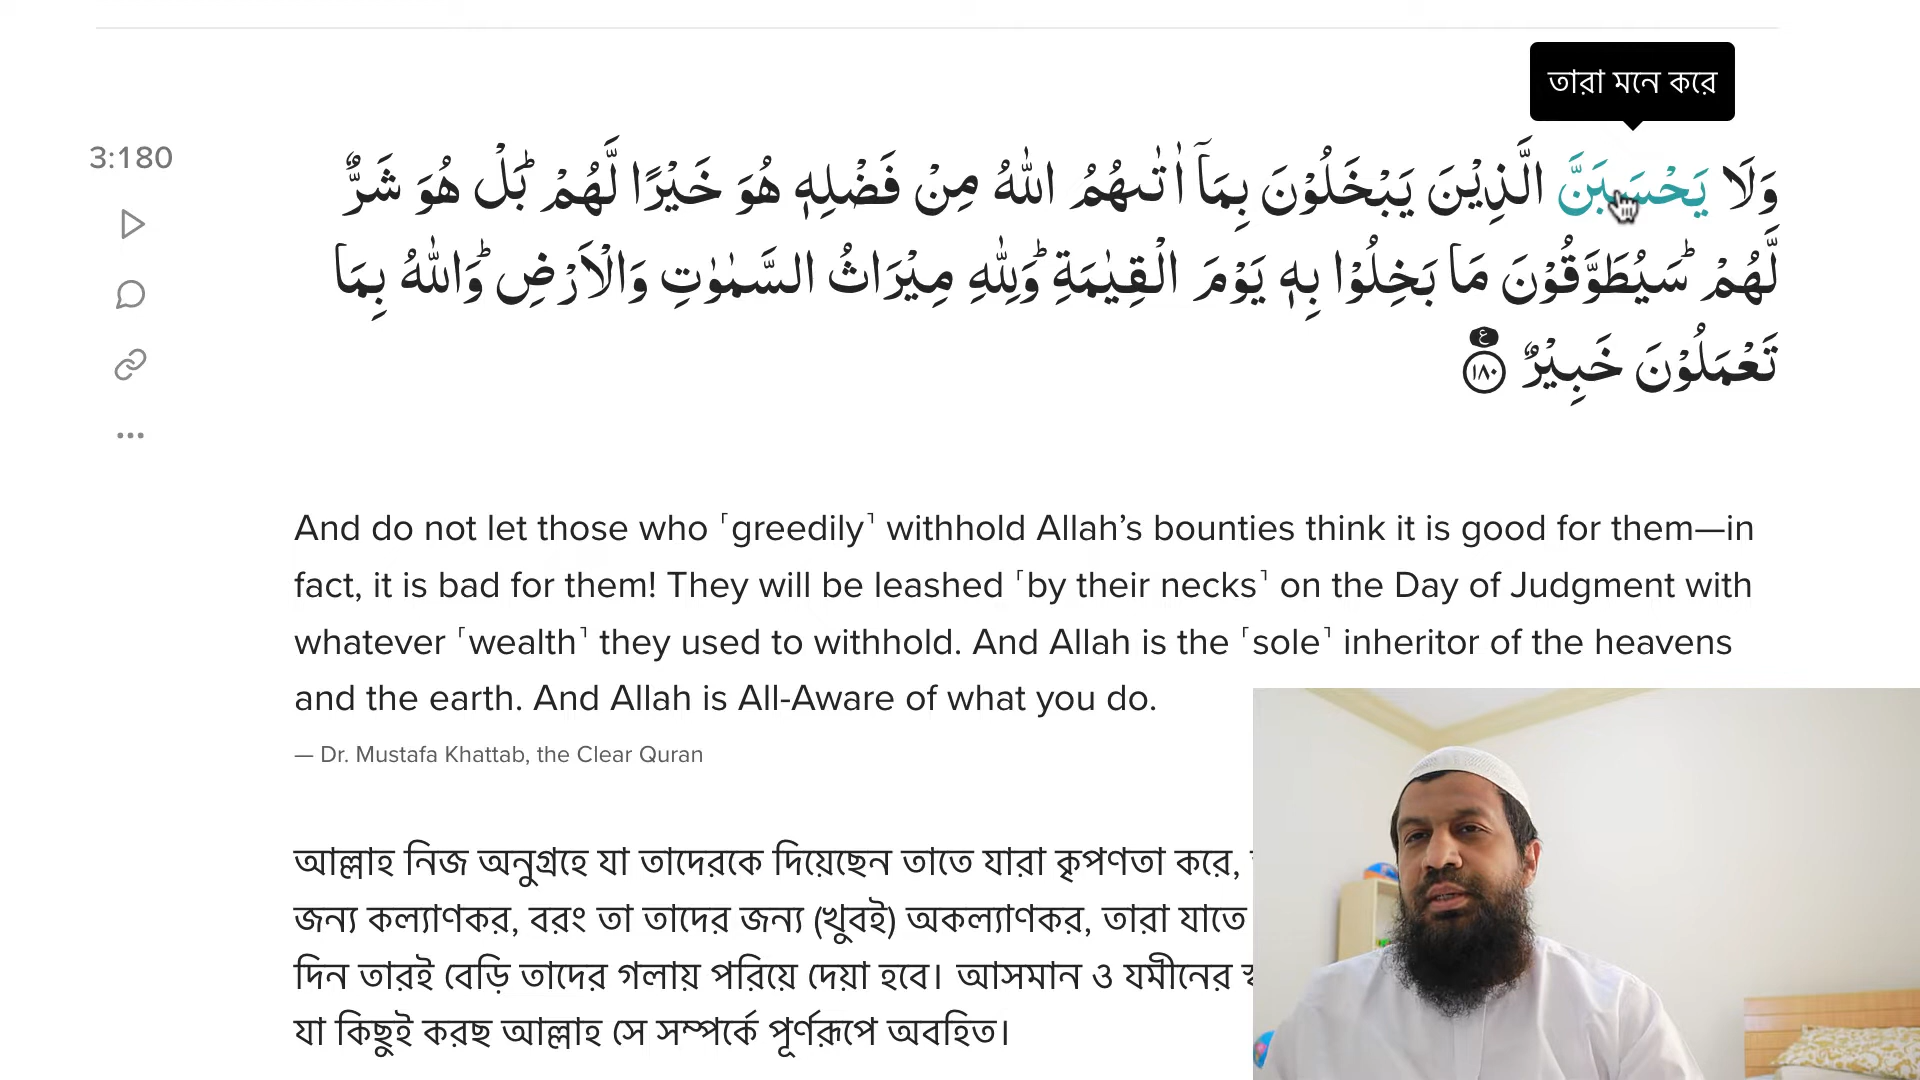 তারা মনে করে
3:180
وَلَا يَحْسَبَنَّ الَّذِيْنَ يَبْخَلُوْنَ بِمَآ اٰتٰىهُمُ اللّٰهُ مِنْ فَضْلِهٖ هُوَ خَيْرًا لَّهُمْ ؕ بَلْ هُوَ شَرٌّ
لَّهُمْ ؕ سَيُطَوَّقُوْنَ مَا بَخِلُوْا بِهٖ يَوْمَ الْقِيٰمَةِ ؕ وَلِلّٰهِ مِيْرَاثُ السَّمٰوٰتِ وَالْاَرْضِ ؕ وَاللّٰهُ بِمَا
تَعْمَلُوْنَ خَبِيْرٌ ١٨٠ ع
And do not let those who ˹greedily˺ withhold Allah’s bounties think it is good for them—in
fact, it is bad for them! They will be leashed ˹by their necks˺ on the Day of Judgment with
whatever ˹wealth˺ they used to withhold. And Allah is the ˹sole˺ inheritor of the heavens
and the earth. And Allah is All-Aware of what you do.
— Dr. Mustafa Khattab, the Clear Quran
আল্লাহ নিজ অনুগ্রহে যা তাদেরকে দিয়েছেন তাতে যারা কৃপণতা করে,
জন্য কল্যাণকর, বরং তা তাদের জন্য (খুবই) অকল্যাণকর, তারা যাতে
দিন তারই বেড়ি তাদের গলায় পরিয়ে দেয়া হবে। আসমান ও যমীনের
যা কিছুই করছ আল্লাহ সে সম্পর্কে পূর্ণরূপে অবহিত।